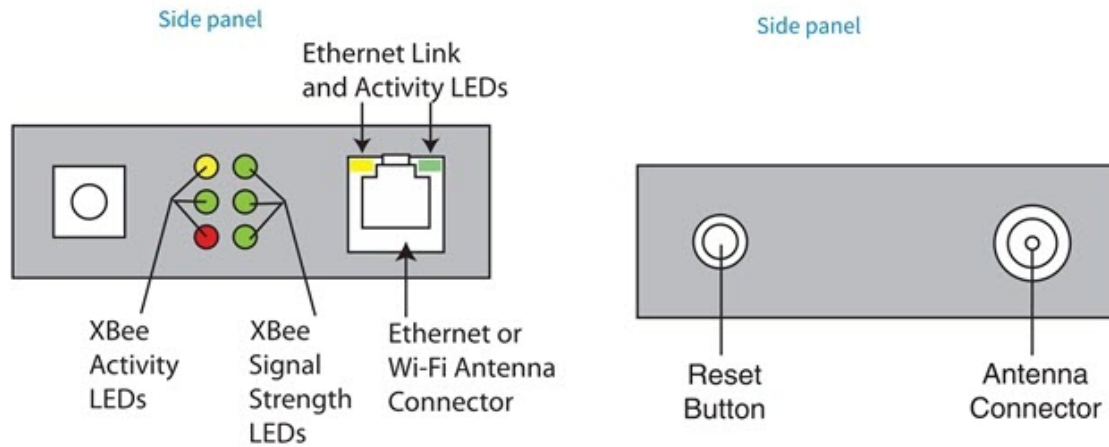 Side panel
Ethernet Link
and Activity LEDs
XBee
Activity
LEDs
XBee
Signal
Strength
LEDs
Ethernet or
Wi-Fi Antenna
Connector
Side panel
Reset
Button
Antenna
Connector